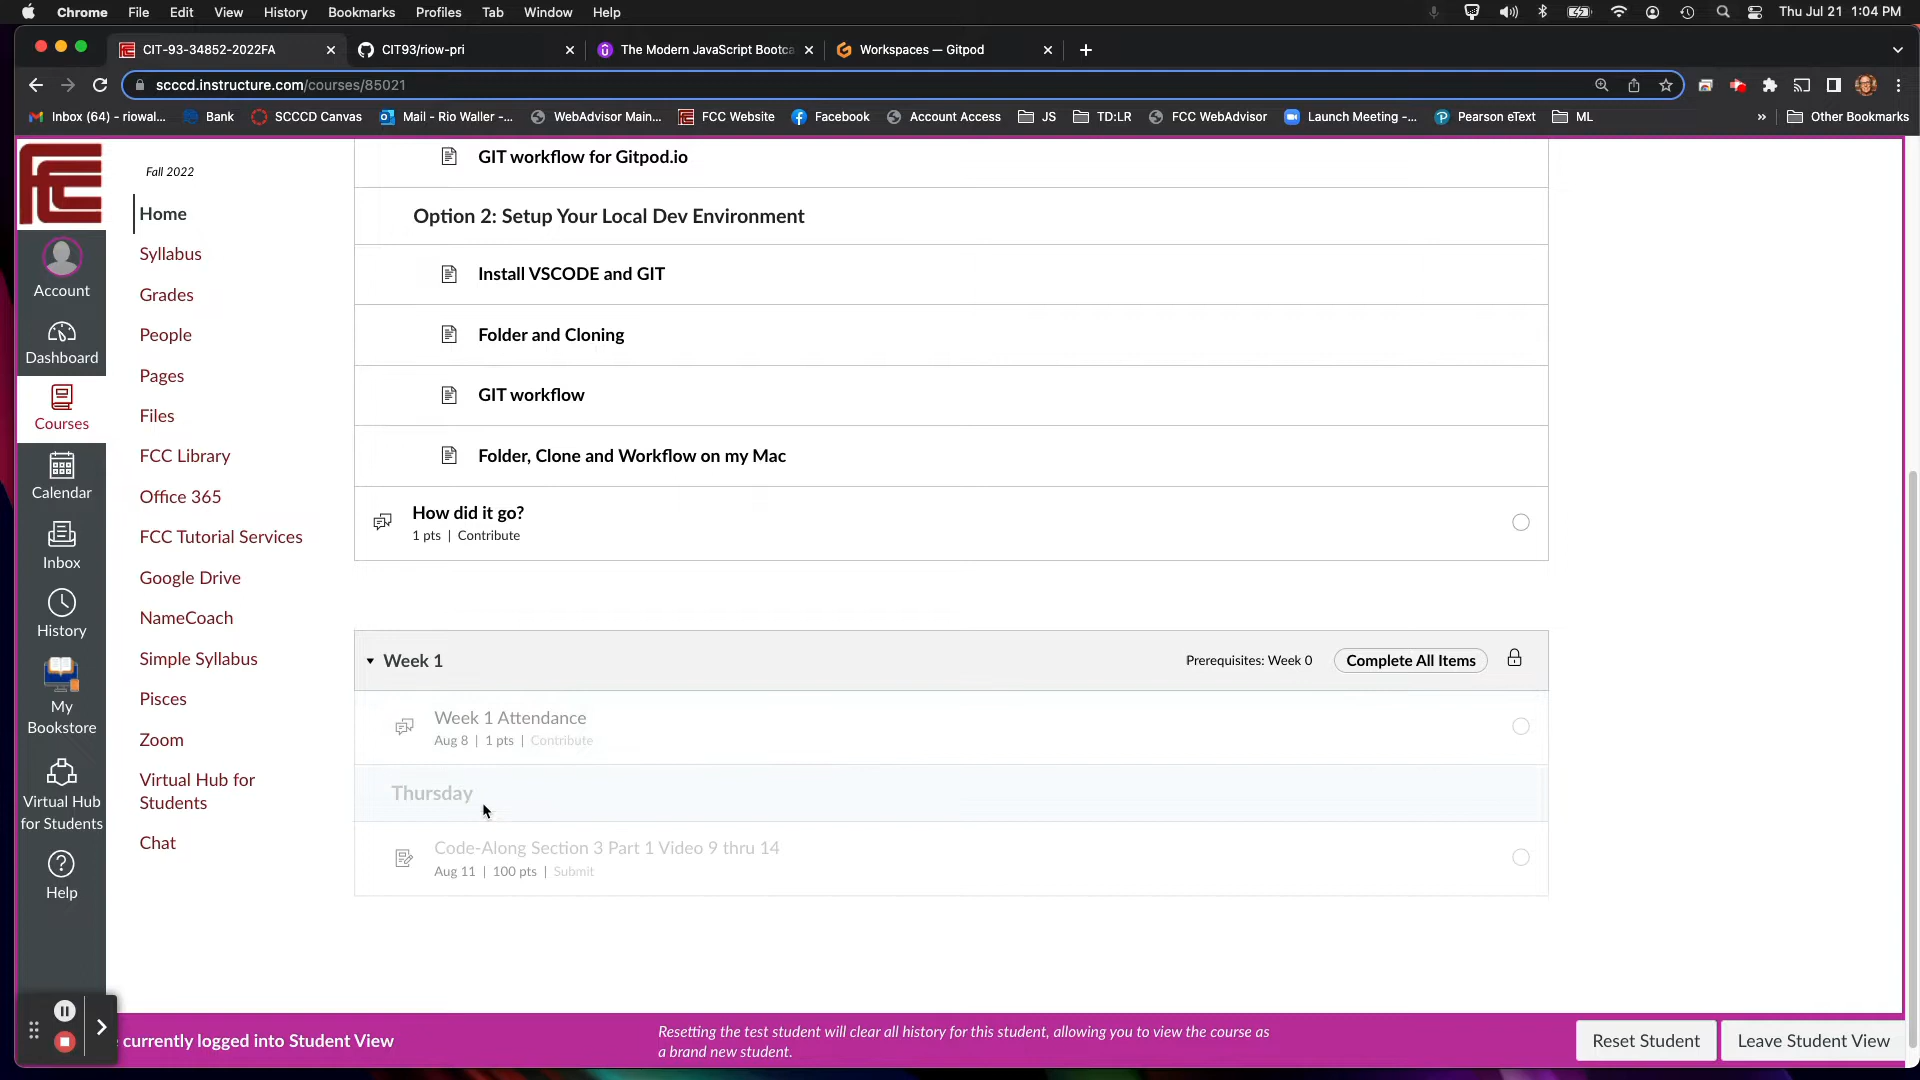 Chrome File Edit View History Bookmarks Profiles Tab Window Help Thu Jul 21 1:04 PM
CIT-93-34852-2022FA CIT93/riow-pri The Modern JavaScript Bootca Workspaces — Gitpod
scccd.instructure.com/courses/85021
Inbox (64) - riowal... Bank SCCCD Canvas Mail - Rio Waller -... WebAdvisor Main... FCC Website Facebook Account Access JS TD:LR FCC WebAdvisor Launch Meeting -... Pearson eText ML » Other Bookmarks
FCC
Account
Dashboard
Courses
Calendar
Inbox
History
My
Bookstore
Virtual Hub
for Students
Help
Fall 2022
Home
Syllabus
Grades
People
Pages
Files
FCC Library
Office 365
FCC Tutorial Services
Google Drive
NameCoach
Simple Syllabus
Pisces
Zoom
Virtual Hub for
Students
Chat
GIT workflow for Gitpod.io
Option 2: Setup Your Local Dev Environment
Install VSCODE and GIT
Folder and Cloning
GIT workflow
Folder, Clone and Workflow on my Mac
How did it go?
1 pts | Contribute
Week 1 Prerequisites: Week 0 Complete All Items
Week 1 Attendance
Aug 8 | 1 pts | Contribute
Thursday
Code-Along Section 3 Part 1 Video 9 thru 14
Aug 11 | 100 pts | Submit
currently logged into Student View
Resetting the test student will clear all history for this student, allowing you to view the course as
a brand new student.
Reset Student Leave Student View